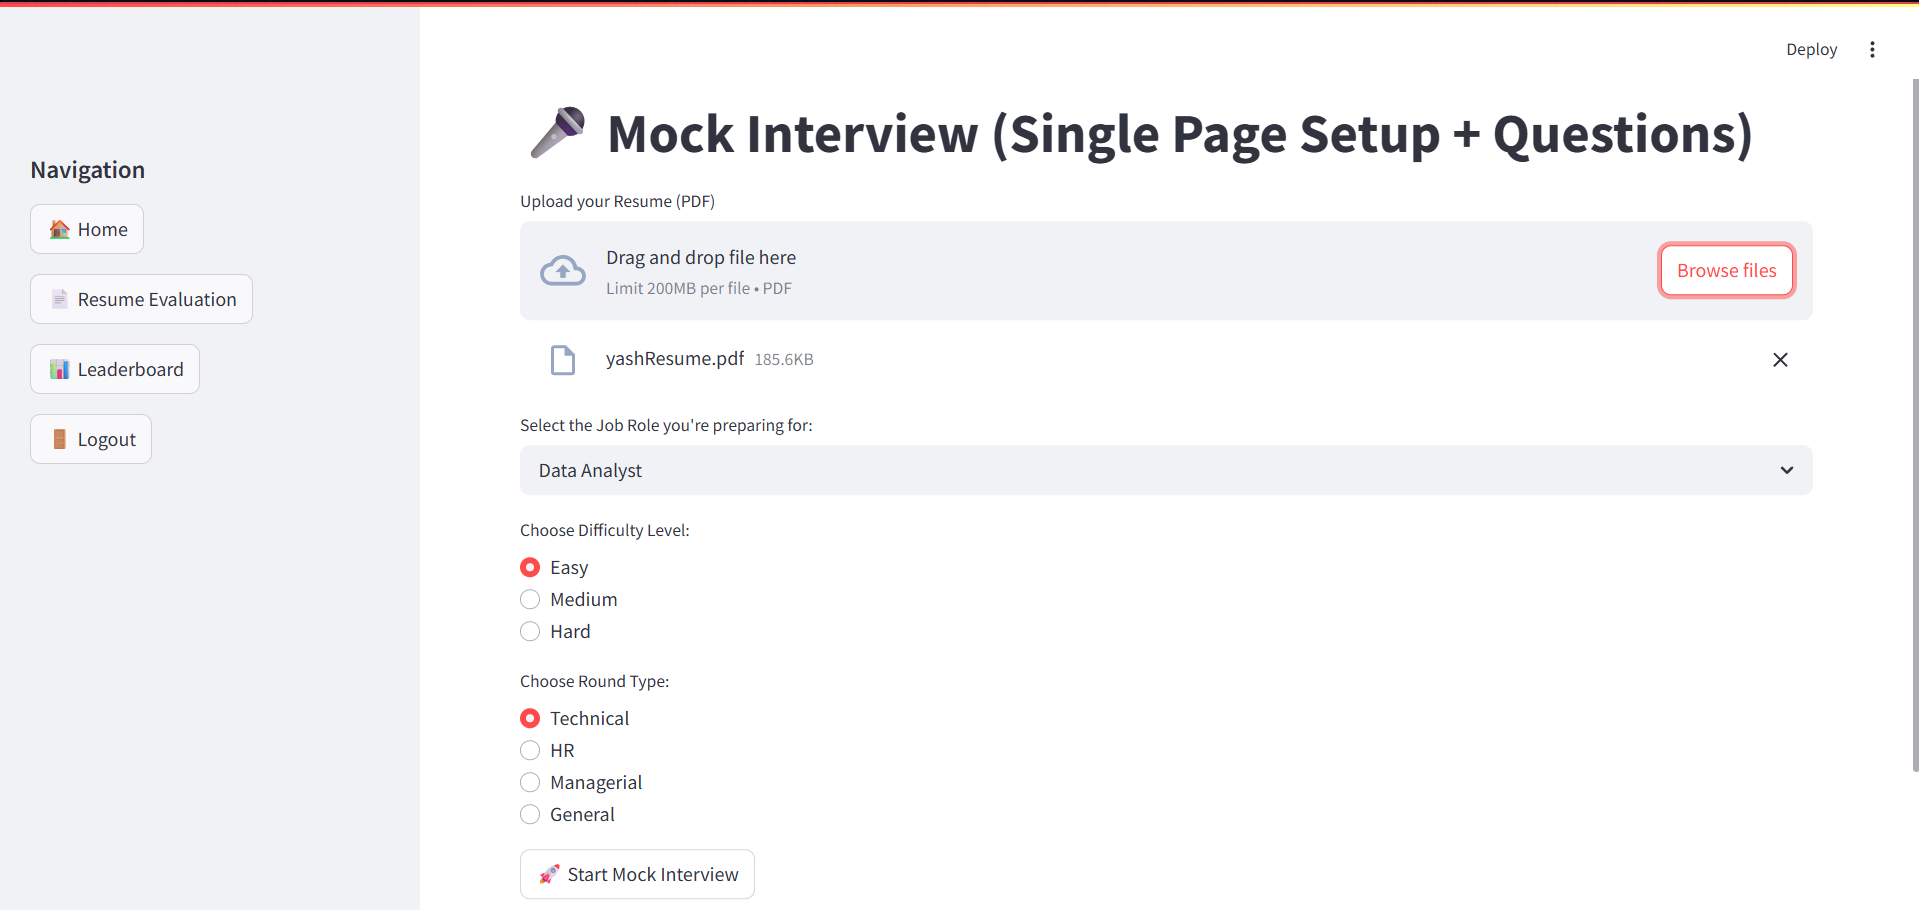 Deploy
Navigation
Home
Resume Evaluation
Leaderboard
Logout
Mock Interview (Single Page Setup + Questions)
Upload your Resume (PDF)
Drag and drop file here
Limit 200MB per file • PDF
Browse files
yashResume.pdf 185.6KB
Select the Job Role you're preparing for:
Data Analyst
Choose Difficulty Level:
Easy
Medium
Hard
Choose Round Type:
Technical
HR
Managerial
General
Start Mock Interview